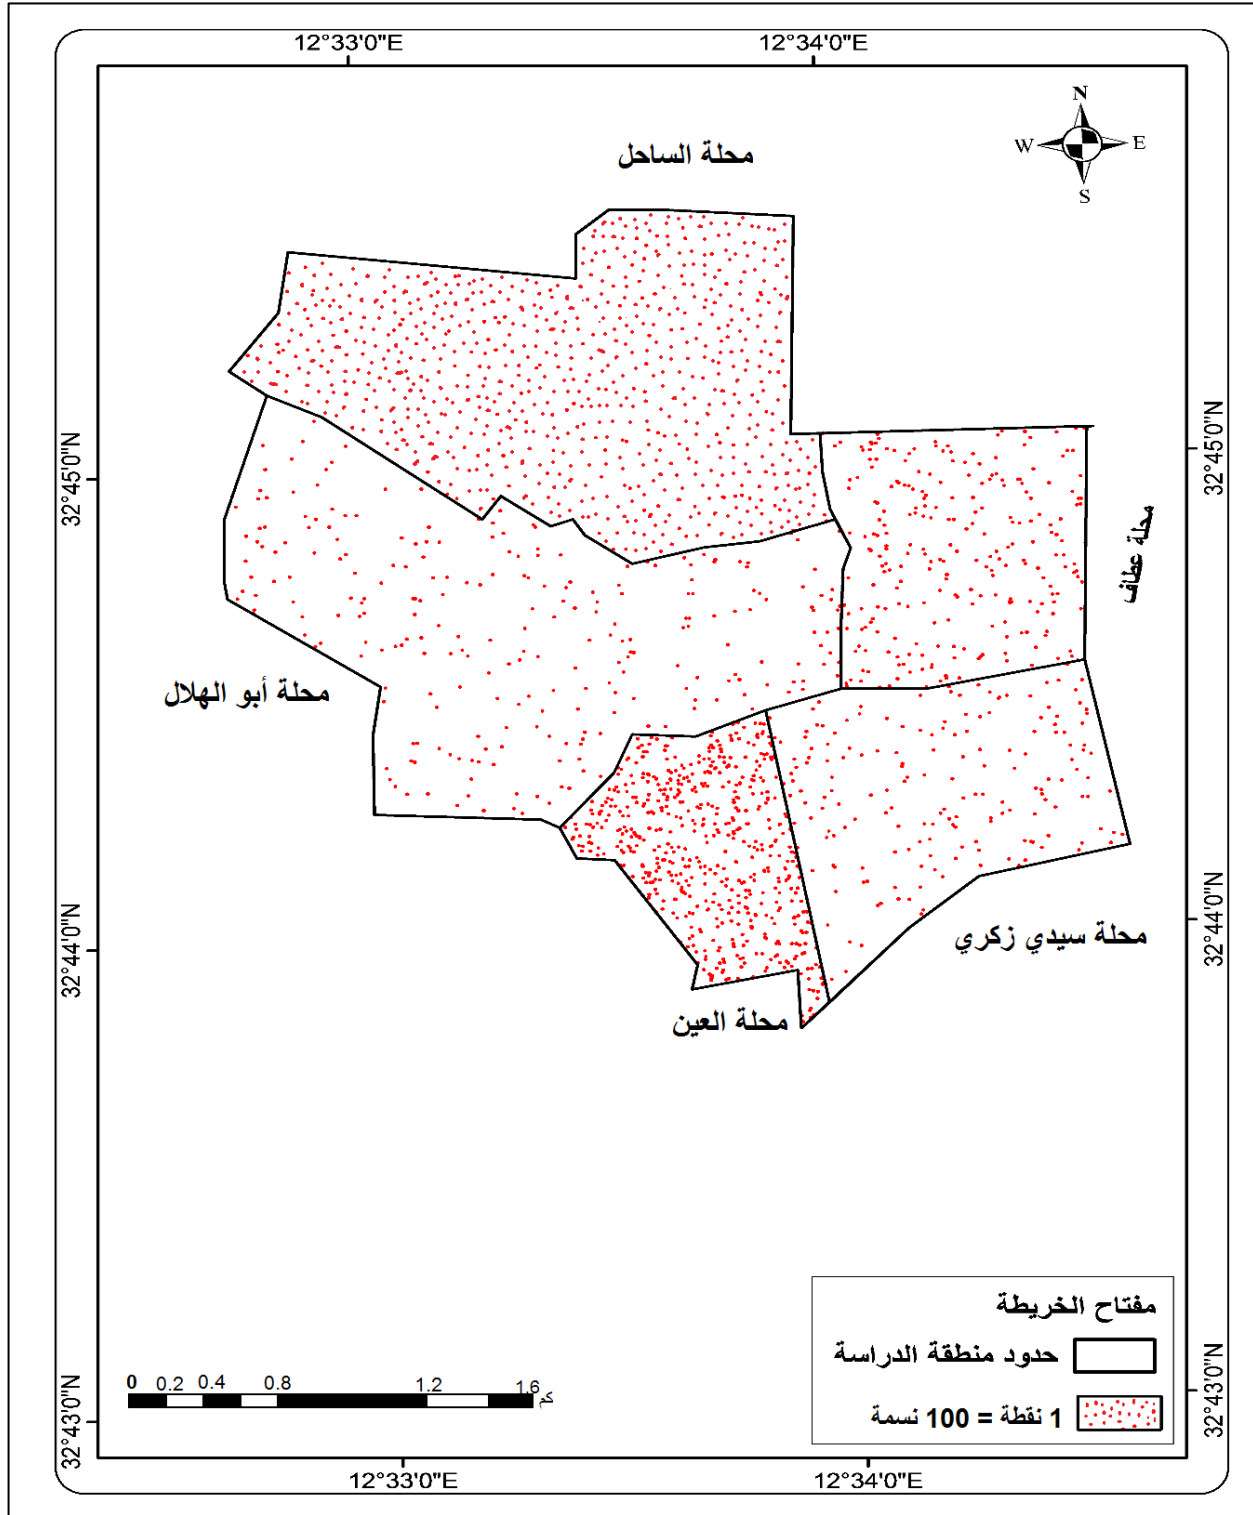 12°33'0"E
12°34'0"E
N
W
E
S
محلة الساحل
32°45'0"N
32°45'0"N
محلة عطاف
محلة أبو الهلال
32°44'0"N
32°44'0"N
محلة سيدي زكري
محلة العين
مفتاح الخريطة
حدود منطقة الدراسة
1 نقطة = 100 نسمة
0 0.2 0.4 0.8 1.2 1.6 كم
32°43'0"N
32°43'0"N
12°33'0"E
12°34'0"E